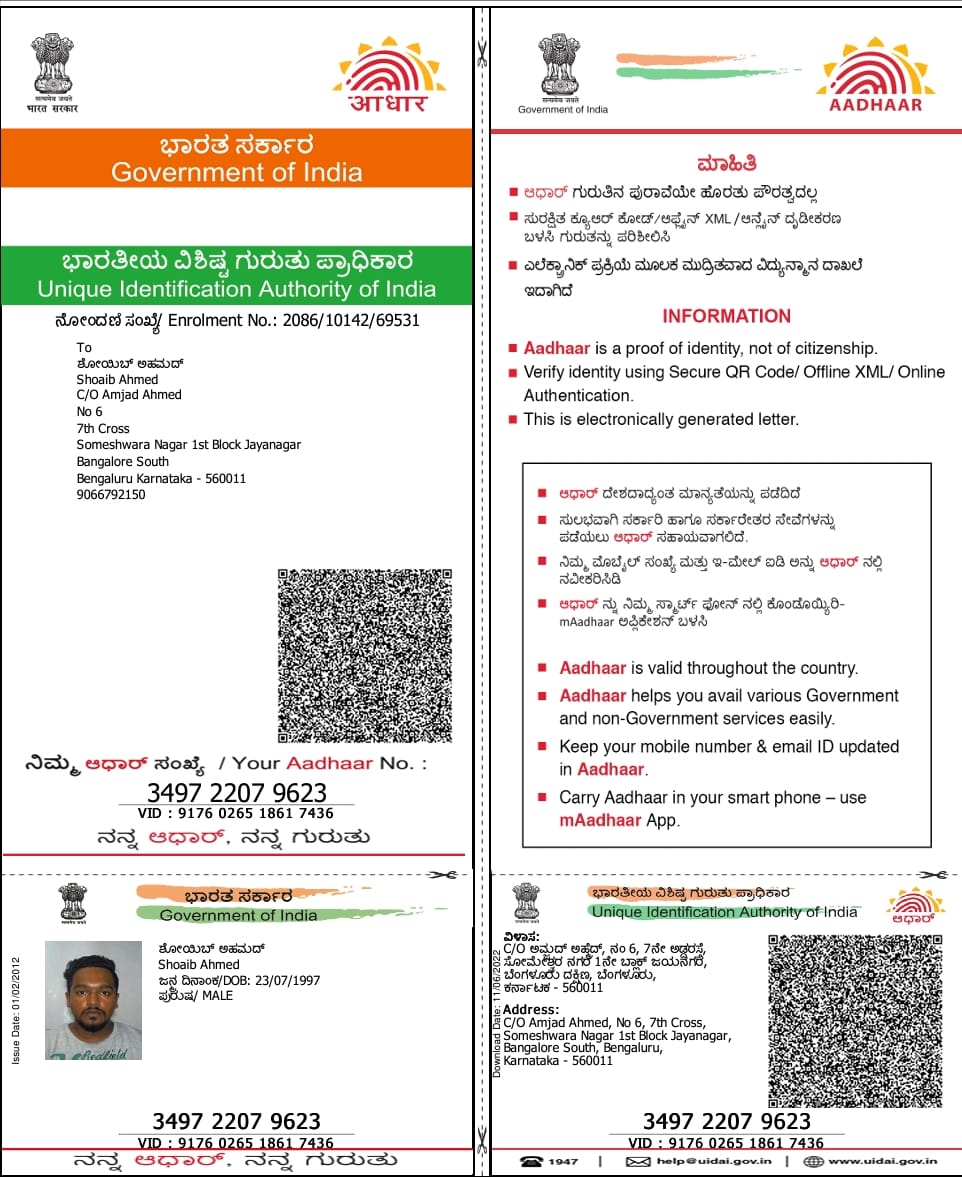 सत्यमेव जयते
भारत सरकार
आधार
ಭಾರತ ಸರ್ಕಾರ
Government of India
ಭಾರತೀಯ ವಿಶಿಷ್ಟ ಗುರುತು ಪ್ರಾಧಿಕಾರ
Unique Identification Authority of India
ನೋಂದಣಿ ಸಂಖ್ಯೆ/ Enrolment No.: 2086/10142/69531
To
ಶೋಯಿಬ್ ಅಹಮದ್
Shoaib Ahmed
C/O Amjad Ahmed
No 6
7th Cross
Someshwara Nagar 1st Block Jayanagar
Bangalore South
Bengaluru Karnataka - 560011
9066792150
ನಿಮ್ಮ ಆಧಾರ್ ಸಂಖ್ಯೆ / Your Aadhaar No. :
3497 2207 9623
VID : 9176 0265 1861 7436
ನನ್ನ ಆಧಾರ್, ನನ್ನ ಗುರುತು
सत्यमेव जयते
Government of India
AADHAAR
ಮಾಹಿತಿ
ಆಧಾರ್ ಗುರುತಿನ ಪುರಾವೆಯೇ ಹೊರತು ಪೌರತ್ವದಲ್ಲ
ಸುರಕ್ಷಿತ ಕ್ಯೂಆರ್ ಕೋಡ್/ಆಫ್ಲೈನ್ XML /ಆನ್ಲೈನ್ ದೃಢೀಕರಣ
ಬಳಸಿ ಗುರುತನ್ನು ಪರಿಶೀಲಿಸಿ
ಎಲೆಕ್ಟ್ರಾನಿಕ್ ಪ್ರಕ್ರಿಯೆ ಮೂಲಕ ಮುದ್ರಿತವಾದ ವಿದ್ಯುನ್ಮಾನ ದಾಖಲೆ
ಇದಾಗಿದೆ
INFORMATION
Aadhaar is a proof of identity, not of citizenship.
Verify identity using Secure QR Code/ Offline XML/ Online
Authentication.
This is electronically generated letter.
ಆಧಾರ್ ದೇಶದಾದ್ಯಂತ ಮಾನ್ಯತೆಯನ್ನು ಪಡೆದಿದೆ
ಸುಲಭವಾಗಿ ಸರ್ಕಾರಿ ಹಾಗೂ ಸರ್ಕಾರೇತರ ಸೇವೆಗಳನ್ನು
ಪಡೆಯಲು ಆಧಾರ್ ಸಹಾಯವಾಗಲಿದೆ.
ನಿಮ್ಮ ಮೊಬೈಲ್ ಸಂಖ್ಯೆ ಮತ್ತು ಇ-ಮೇಲ್ ಐಡಿ ಅನ್ನು ಆಧಾರ್ ನಲ್ಲಿ
ನವೀಕರಿಸಿಡಿ
ಆಧಾರ್ ನ್ನು ನಿಮ್ಮ ಸ್ಮಾರ್ಟ್ ಫೋನ್ ನಲ್ಲಿ ಕೊಂಡೊಯ್ಯಿರಿ-
mAadhaar ಅಪ್ಲಿಕೇಶನ್ ಬಳಸಿ
Aadhaar is valid throughout the country.
Aadhaar helps you avail various Government
and non-Government services easily.
Keep your mobile number & email ID updated
in Aadhaar.
Carry Aadhaar in your smart phone – use
mAadhaar App.
सत्यमेव जयते
ಭಾರತ ಸರ್ಕಾರ
Government of India
Issue Date: 01/02/2012
ಶೋಯಿಬ್ ಅಹಮದ್
Shoaib Ahmed
ಜನ್ಮ ದಿನಾಂಕ/DOB: 23/07/1997
ಪುರುಷ/ MALE
3497 2207 9623
VID : 9176 0265 1861 7436
ನನ್ನ ಆಧಾರ್, ನನ್ನ ಗುರುತು
सत्यमेव जयते
ಭಾರತೀಯ ವಿಶಿಷ್ಟ ಗುರುತು ಪ್ರಾಧಿಕಾರ
Unique Identification Authority of India
ಆಧಾರ್
Download Date: 11/06/2022
ವಿಳಾಸ:
C/O ಅಮ್ಜದ್ ಅಹ್ಮದ್, ನಂ 6, 7ನೇ ಅಡ್ಡರಸ್ತೆ,
ಸೋಮೇಶ್ವರ ನಗರ 1ನೇ ಬ್ಲಾಕ್ ಜಯನಗರ,
ಬೆಂಗಳೂರು ದಕ್ಷಿಣ, ಬೆಂಗಳೂರು,
ಕರ್ನಾಟಕ - 560011
Address:
C/O Amjad Ahmed, No 6, 7th Cross,
Someshwara Nagar 1st Block Jayanagar,
Bangalore South, Bengaluru,
Karnataka - 560011
3497 2207 9623
VID : 9176 0265 1861 7436
1947 | help@uidai.gov.in | www.uidai.gov.in